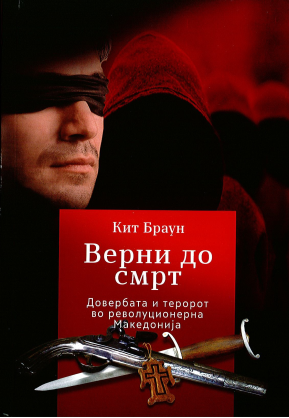 Кит Браун
Верни до
смрт
Довербата и теророт
во револуционерна
Македонија